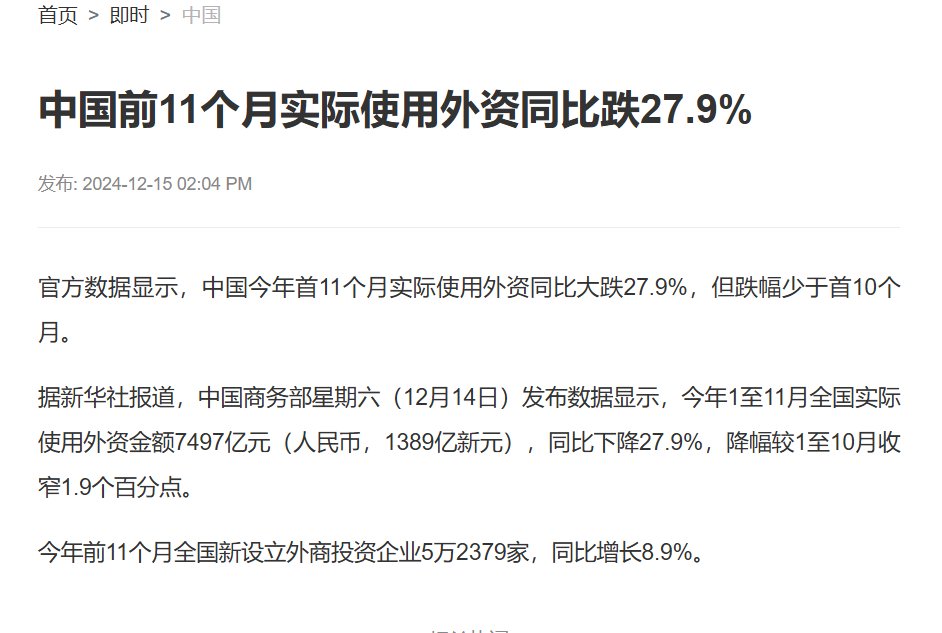 首页 > 即时 > 中国
中国前11个月实际使用外资同比跌27.9%
发布: 2024-12-15 02:04 PM
官方数据显示，中国今年首11个月实际使用外资同比大跌27.9%，但跌幅少于首10个
月。
据新华社报道，中国商务部星期六（12月14日）发布数据显示，今年1至11月全国实际
使用外资金额7497亿元（人民币，1389亿新元），同比下降27.9%，降幅较1至10月收
窄1.9个百分点。
今年前11个月全国新设立外商投资企业5万2379家，同比增长8.9%。